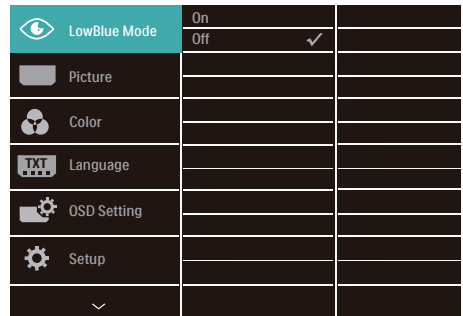 LowBlue Mode
On
Off
Picture
Color
TXT
Language
OSD Setting
Setup